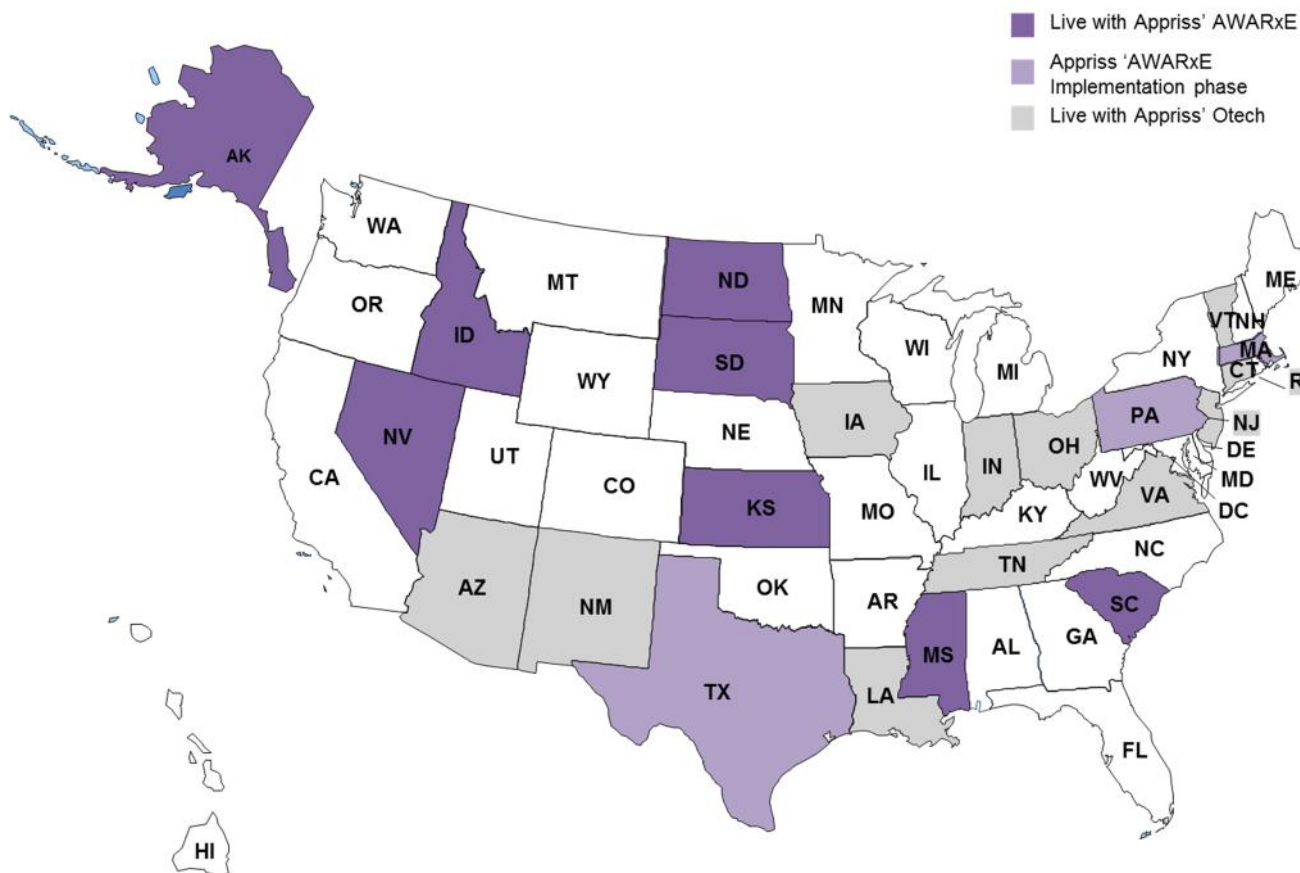 Live with Appriss' AWARxE
Appriss 'AWARxE
Implementation phase
Live with Appriss' Otech
AK
WA
MT
ND
MN
ME
VT
NH
OR
ID
SD
WI
MI
NY
MA
CT
R
WY
IA
PA
NJ
NV
NE
OH
DE
UT
IL
IN
MD
CA
CO
WV
DC
KS
MO
VA
KY
NC
AZ
NM
OK
TN
AR
SC
MS
AL
GA
TX
LA
FL
HI